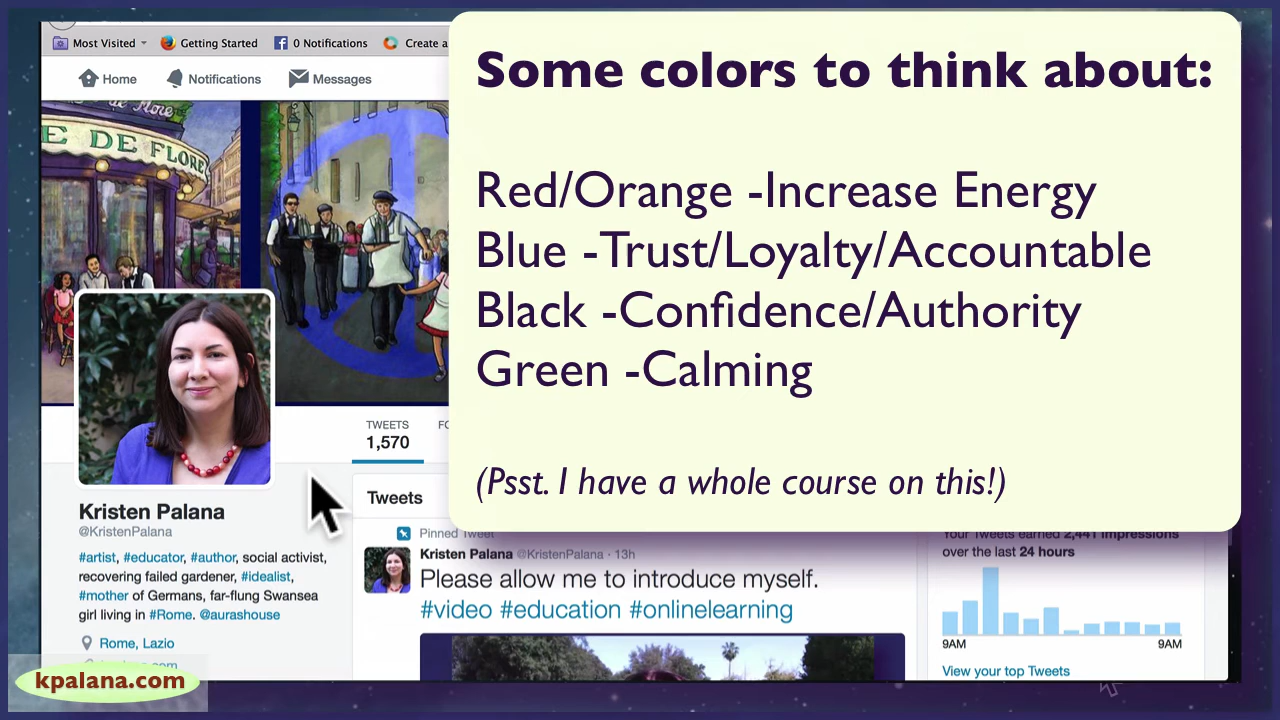 Most Visited
Getting Started
0 Notifications
Create a
Home
Notifications
Messages
Some colors to think about:
Red/Orange -Increase Energy
Blue -Trust/Loyalty/Accountable
Black -Confidence/Authority
Green -Calming
(Psst. I have a whole course on this!)
de Flore
E DE FLORE
TWEETS
1,570
Kristen Palana
@KristenPalana
#artist, #educator, #author, social activist,
recovering failed gardener, #idealist,
#mother of Germans, far-flung Swansea
girl living in #Rome. @aurashouse
Rome, Lazio
kpalana.com
Tweets
Pinned Tweet
Kristen Palana @KristenPalana · 13h
Please allow me to introduce myself.
#video #education #onlinelearning
Your Tweets earned 2,441 impressions
over the last 24 hours
9AM
9AM
View your top Tweets